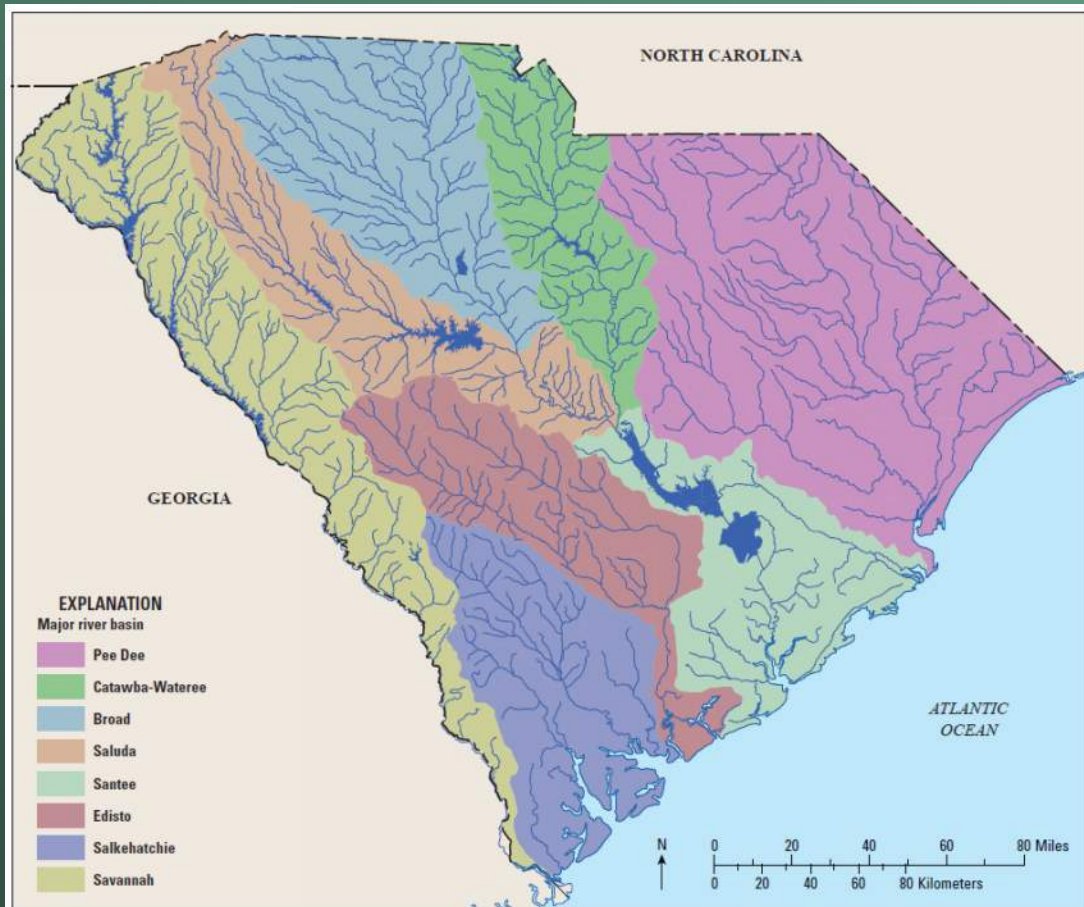 NORTH CAROLINA
GEORGIA
EXPLANATION
Major river basin
Pee Dee
Catawba-Wateree
Broad
Saluda
Santee
Edisto
Salkehatchie
Savannah
ATLANTIC
OCEAN
N
0 20 40 60 80 Miles
0 20 40 60 80 Kilometers